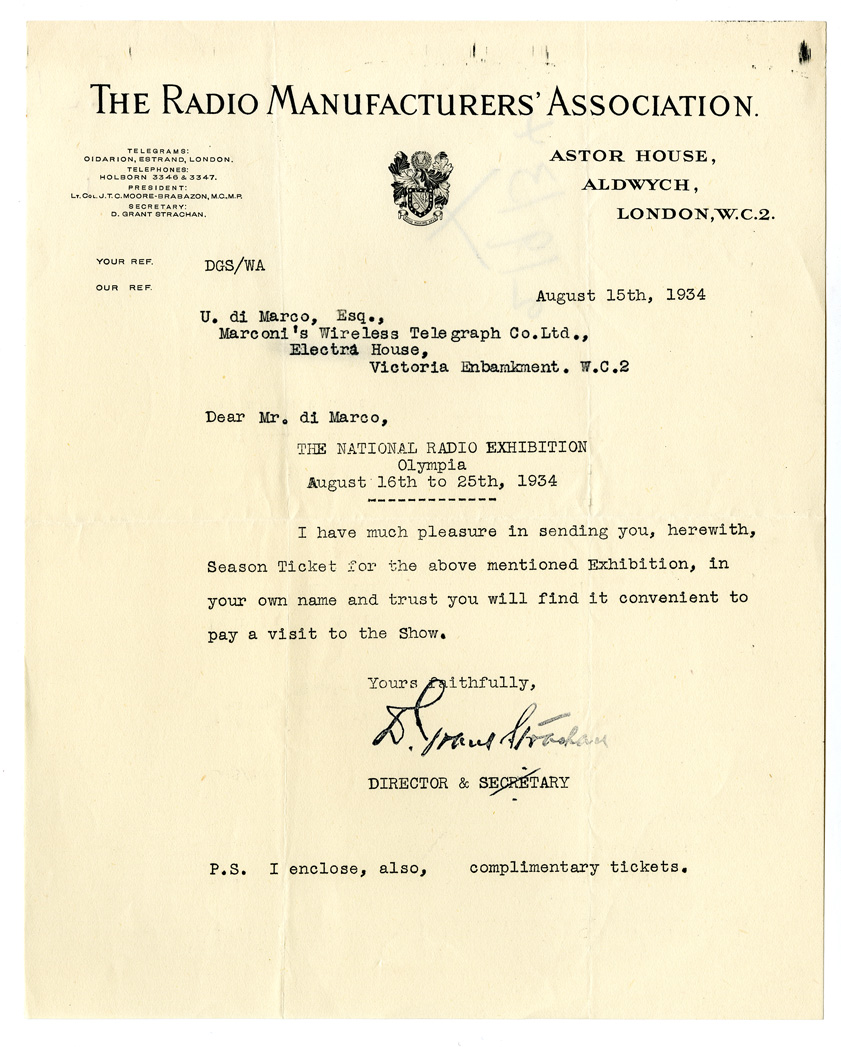 THE RADIO MANUFACTURERS' ASSOCIATION.
TELEGRAMS:
OIDARION, ESTRAND, LONDON.
TELEPHONES:
HOLBORN 3346 & 3347.
PRESIDENT:
LT. COL. J.T.C. MOORE-BRABAZON, M.C., M.P.
SECRETARY:
D. GRANT STRACHAN.
ASTOR HOUSE,
ALDWYCH,
LONDON, W.C.2.
YOUR REF. DGS/WA
OUR REF.
August 15th, 1934
U. di Marco, Esq.,
Marconi's Wireless Telegraph Co.Ltd.,
Electra House,
Victoria Enbamkment. W.C.2
Dear Mr. di Marco,
THE NATIONAL RADIO EXHIBITION
Olympia
August 16th to 25th, 1934
-------------
I have much pleasure in sending you, herewith,
Season Ticket for the above mentioned Exhibition, in
your own name and trust you will find it convenient to
pay a visit to the Show.
Yours faithfully,
D. Grant Strachan
DIRECTOR & SECRETARY
P.S. I enclose, also, complimentary tickets.